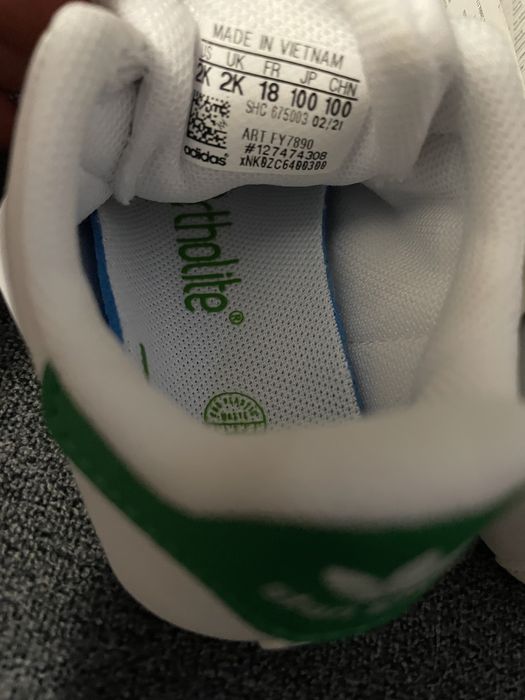 MADE IN VIETNAM
US UK FR JP CHN
2K 2K 18 100 100
SHC 675003 02/21
ART FY7890
#127474308
adidas
ortholite®